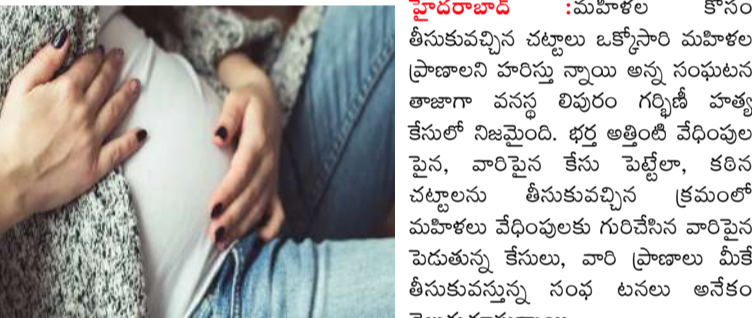 హైదరాబాద్ :మహిళల కోసం
తీసుకువచ్చిన చట్టాలు ఒక్కోసారి మహిళల
ప్రాణాలని హరిస్తు న్నాయి అన్న సంఘటన
తాజాగా వనస్థ లిపురం గర్భిణీ హత్య
కేసులో నిజమైంది. భర్త అత్తింటి వేధింపుల
పైన, వారిపైన కేసు పెట్టేలా, కఠిన
చట్టాలను తీసుకువచ్చిన క్రమంలో
మహిళలు వేధింపులకు గురిచేసిన వారిపైన
పెడుతున్న కేసులు, వారి ప్రాణాలు మీకే
తీసుకువస్తున్న సంఘ టనలు అనేకం